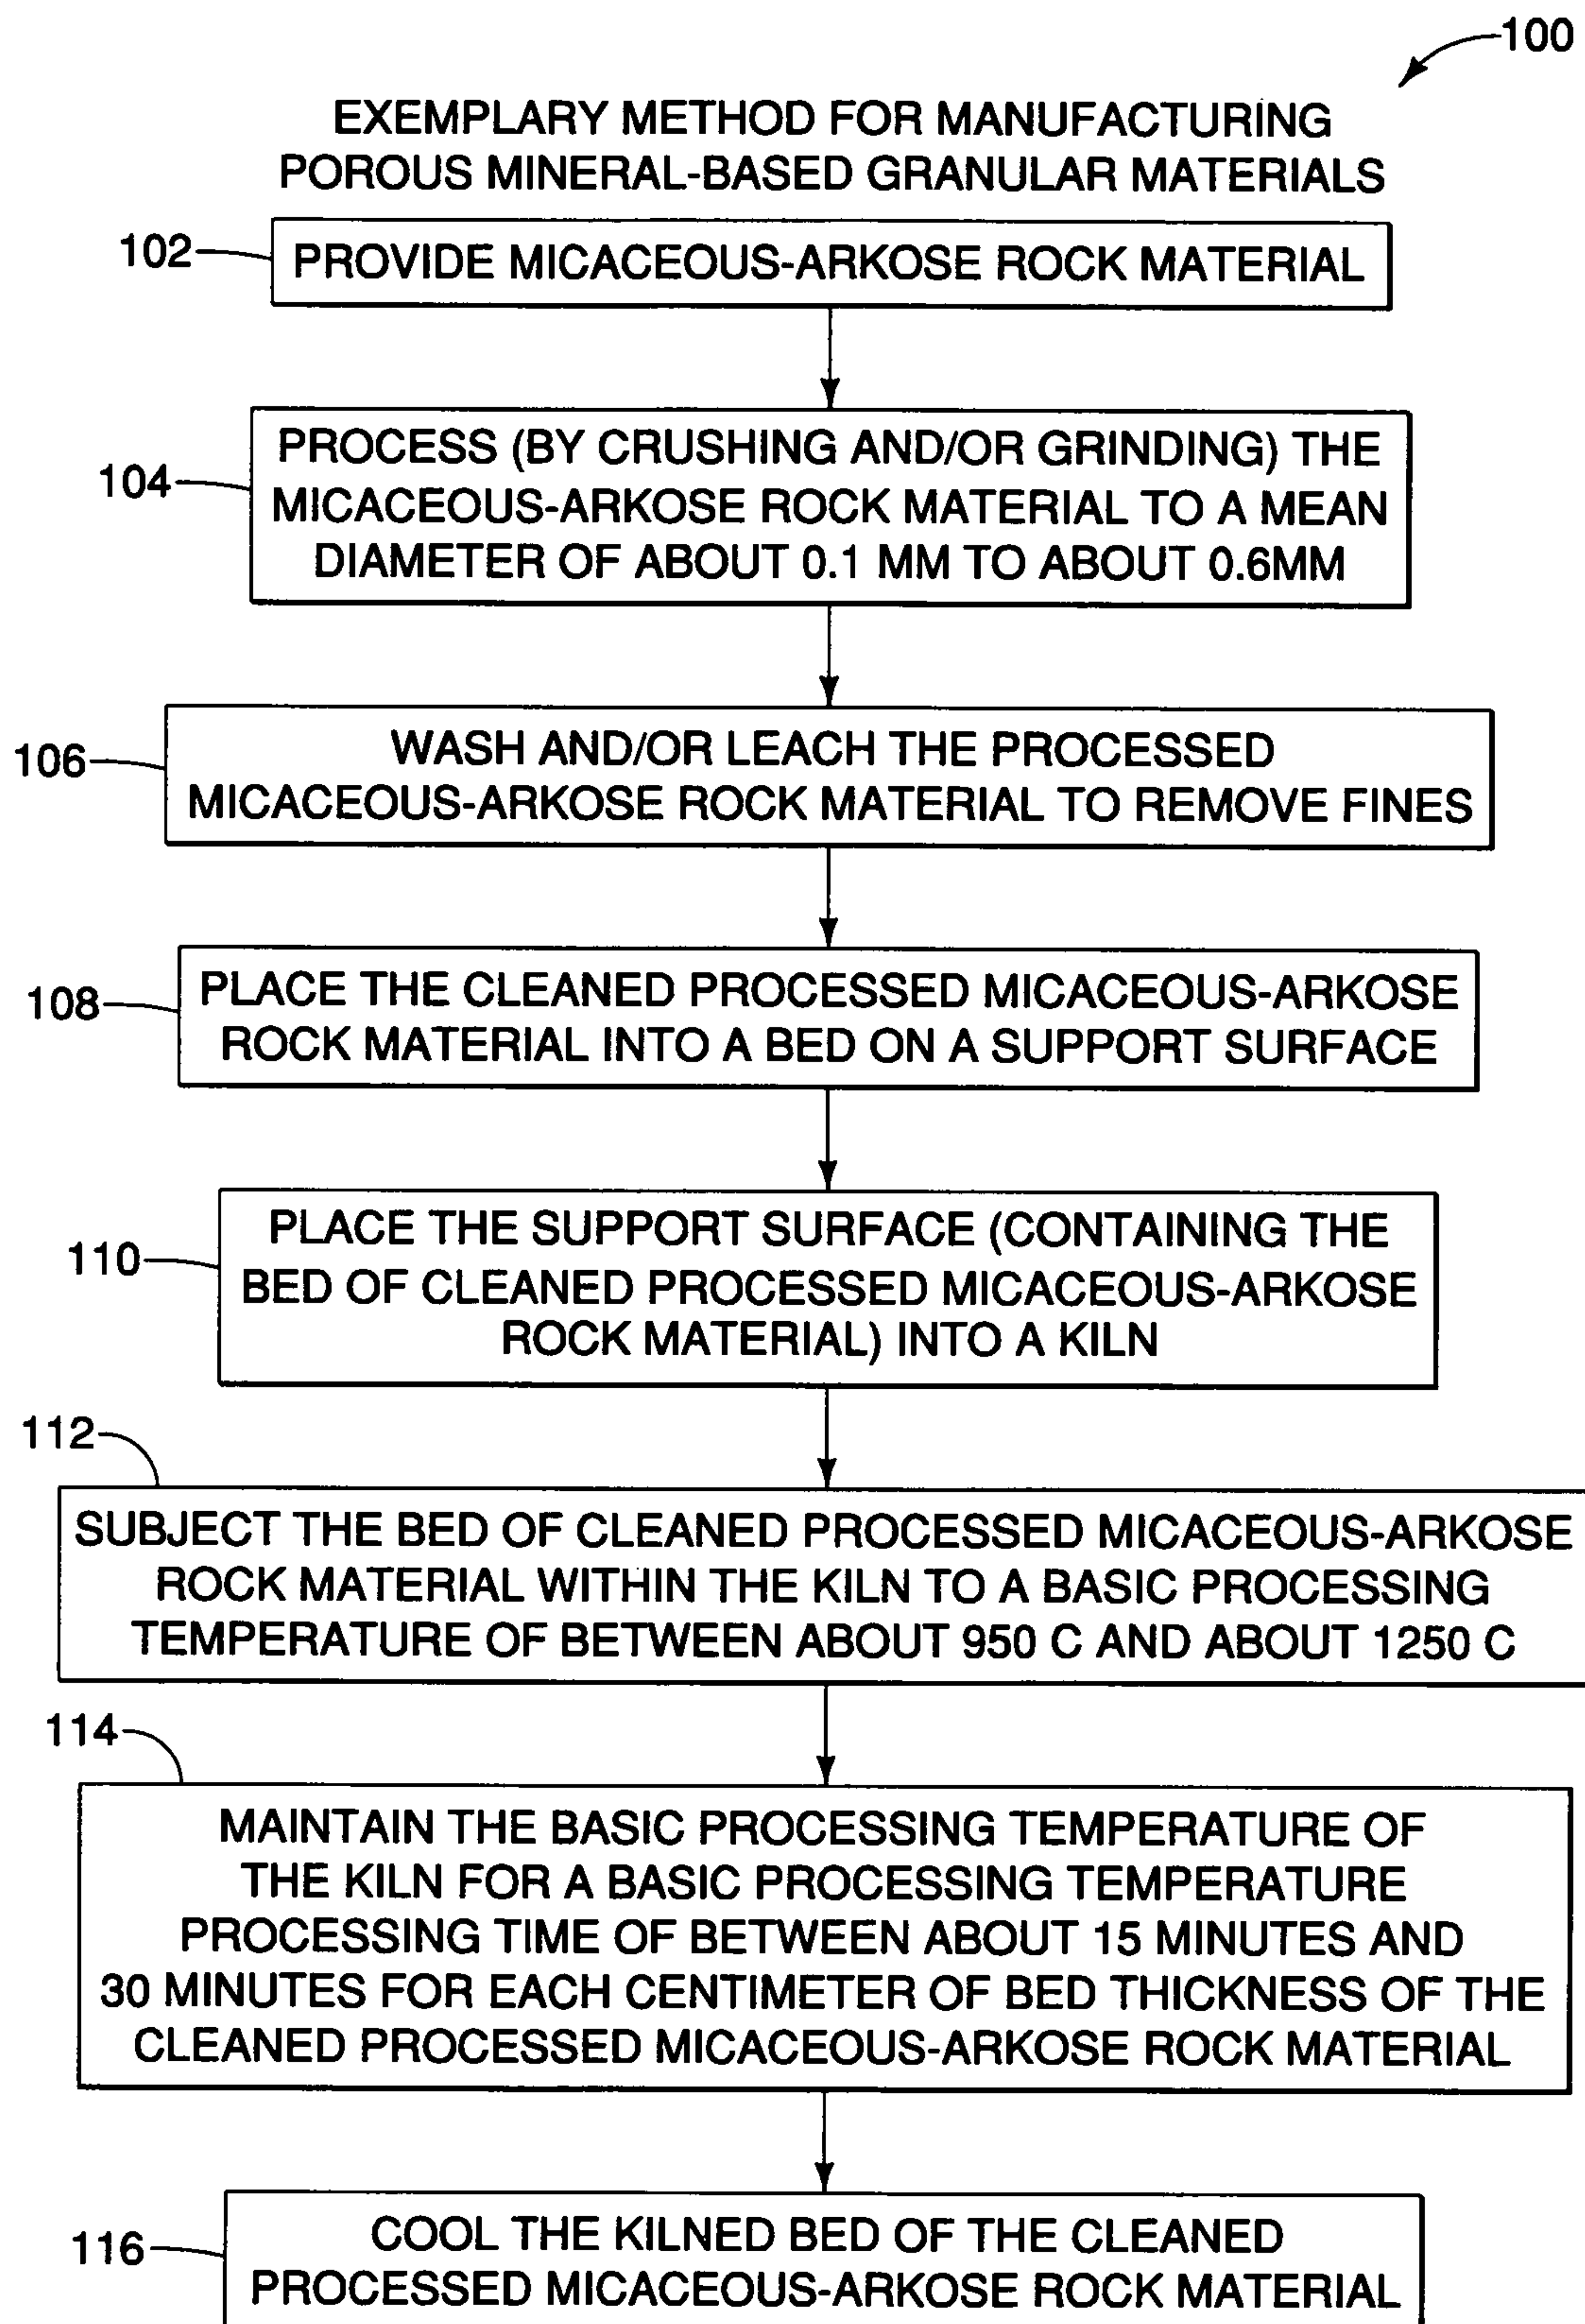 100
EXEMPLARY METHOD FOR MANUFACTURING
POROUS MINERAL-BASED GRANULAR MATERIALS
102
PROVIDE MICACEOUS-ARKOSE ROCK MATERIAL
104
PROCESS (BY CRUSHING AND/OR GRINDING) THE
MICACEOUS-ARKOSE ROCK MATERIAL TO A MEAN
DIAMETER OF ABOUT 0.1 MM TO ABOUT 0.6MM
106
WASH AND/OR LEACH THE PROCESSED
MICACEOUS-ARKOSE ROCK MATERIAL TO REMOVE FINES
108
PLACE THE CLEANED PROCESSED MICACEOUS-ARKOSE
ROCK MATERIAL INTO A BED ON A SUPPORT SURFACE
110
PLACE THE SUPPORT SURFACE (CONTAINING THE
BED OF CLEANED PROCESSED MICACEOUS-ARKOSE
ROCK MATERIAL) INTO A KILN
112
SUBJECT THE BED OF CLEANED PROCESSED MICACEOUS-ARKOSE
ROCK MATERIAL WITHIN THE KILN TO A BASIC PROCESSING
TEMPERATURE OF BETWEEN ABOUT 950 C AND ABOUT 1250 C
114
MAINTAIN THE BASIC PROCESSING TEMPERATURE OF
THE KILN FOR A BASIC PROCESSING TEMPERATURE
PROCESSING TIME OF BETWEEN ABOUT 15 MINUTES AND
30 MINUTES FOR EACH CENTIMETER OF BED THICKNESS OF THE
CLEANED PROCESSED MICACEOUS-ARKOSE ROCK MATERIAL
116
COOL THE KILNED BED OF THE CLEANED
PROCESSED MICACEOUS-ARKOSE ROCK MATERIAL